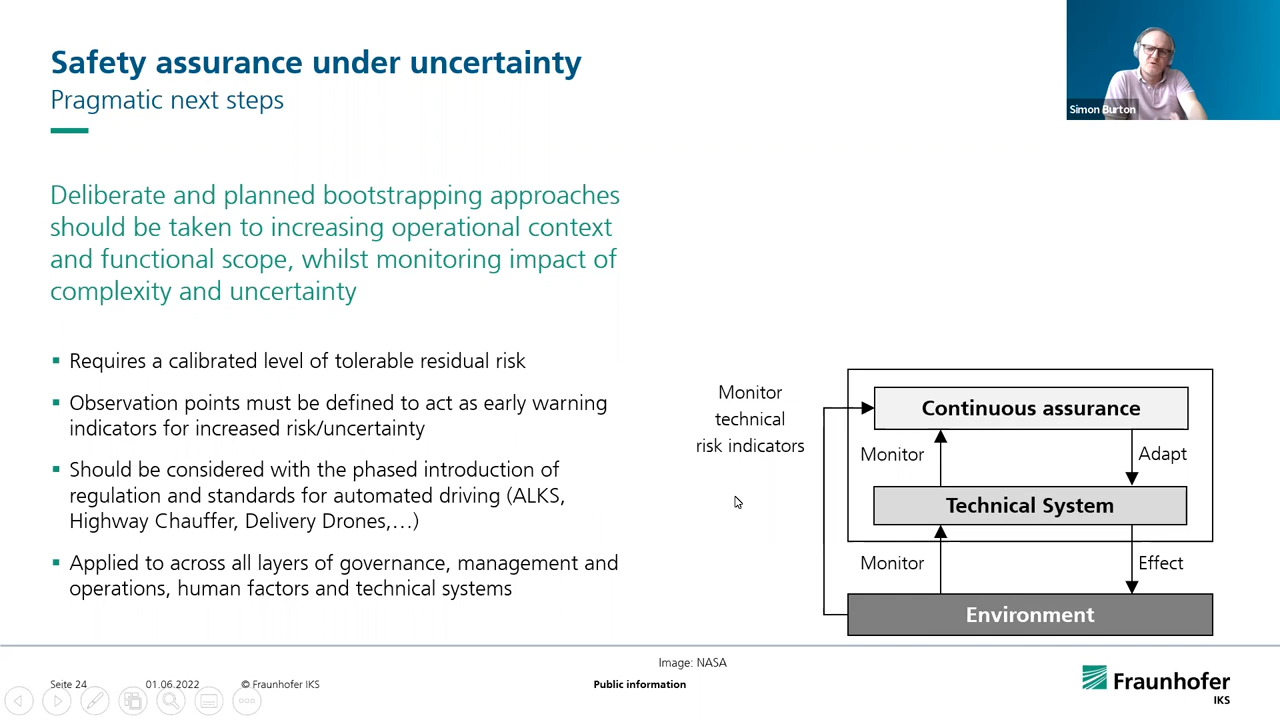 Safety assurance under uncertainty
Pragmatic next steps
Simon Burton
Deliberate and planned bootstrapping approaches
should be taken to increasing operational context
and functional scope, whilst monitoring impact of
complexity and uncertainty
▪ Requires a calibrated level of tolerable residual risk
▪ Observation points must be defined to act as early warning
indicators for increased risk/uncertainty
▪ Should be considered with the phased introduction of
regulation and standards for automated driving (ALKS,
Highway Chauffer, Delivery Drones,…)
▪ Applied to across all layers of governance, management and
operations, human factors and technical systems
Monitor
technical
risk indicators
Continuous assurance
Monitor
Adapt
Technical System
Monitor
Effect
Environment
Image: NASA
Seite 24
01.06.2022
© Fraunhofer IKS
Public information
Fraunhofer
IKS